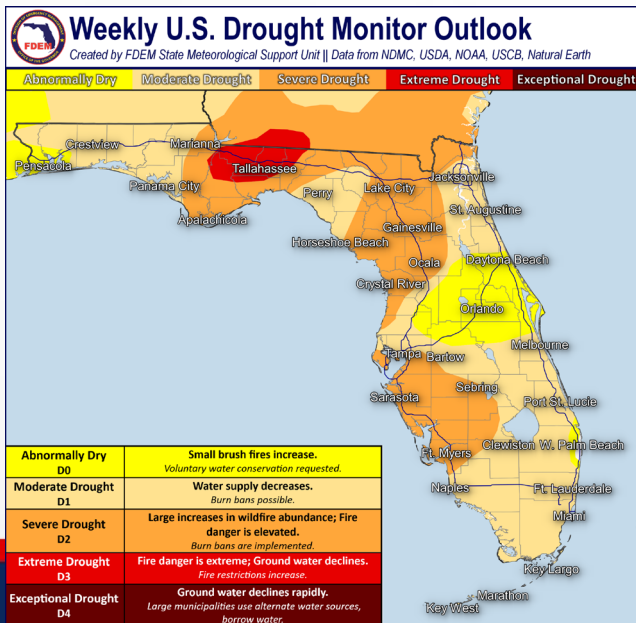 Weekly U.S. Drought Monitor Outlook
Created by FDEM State Meteorological Support Unit || Data from NDMC, USDA, NOAA, USCB, Natural Earth
FDEM
Abnormally Dry Moderate Drought Severe Drought Extreme Drought Exceptional Drought
Crestview
Marianna
Pensacola
Tallahassee
Panama City
Perry
Lake City
Jacksonville
Apalachicola
St. Augustine
Gainesville
Horseshoe Beach
Ocala
Daytona Beach
Crystal River
Orlando
Melbourne
Tampa
Bartow
Sebring
Sarasota
Port St. Lucie
Ft. Myers
Clewiston
W. Palm Beach
Naples
Ft. Lauderdale
Miami
Key Largo
Marathon
Key West
Abnormally Dry
D0
Small brush fires increase.
Voluntary water conservation requested.
Moderate Drought
D1
Water supply decreases.
Burn bans possible.
Severe Drought
D2
Large increases in wildfire abundance; Fire
danger is elevated.
Burn bans are implemented.
Extreme Drought
D3
Fire danger is extreme; Ground water declines.
Fire restrictions increase.
Exceptional Drought
D4
Ground water declines rapidly.
Large municipalities use alternate water sources,
borrow water.